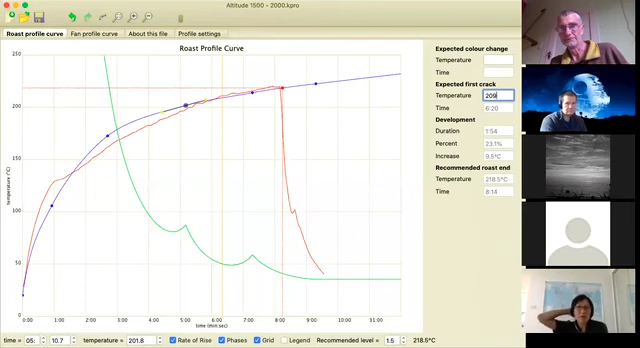 Altitude 1500 - 2000.kpro
Roast profile curve
Fan profile curve
About this file
Profile settings
Roast Profile Curve
250
200
150
100
50
0
temperature (°C)
0:00
1:00
2:00
3:00
4:00
5:00
6:00
7:00
8:00
9:00
10:00
11:00
time (min:sec)
Expected colour change
Temperature
Time
Expected first crack
Temperature 209
Time 6:20
Development
Duration 1:54
Percent 23.1%
Increase 9.5°C
Recommended roast end
Temperature 218.5°C
Time 8:14
time = 05: 10.7 temperature = 201.8 Rate of Rise Phases Grid Legend Recommended level = 1.5 218.5°C